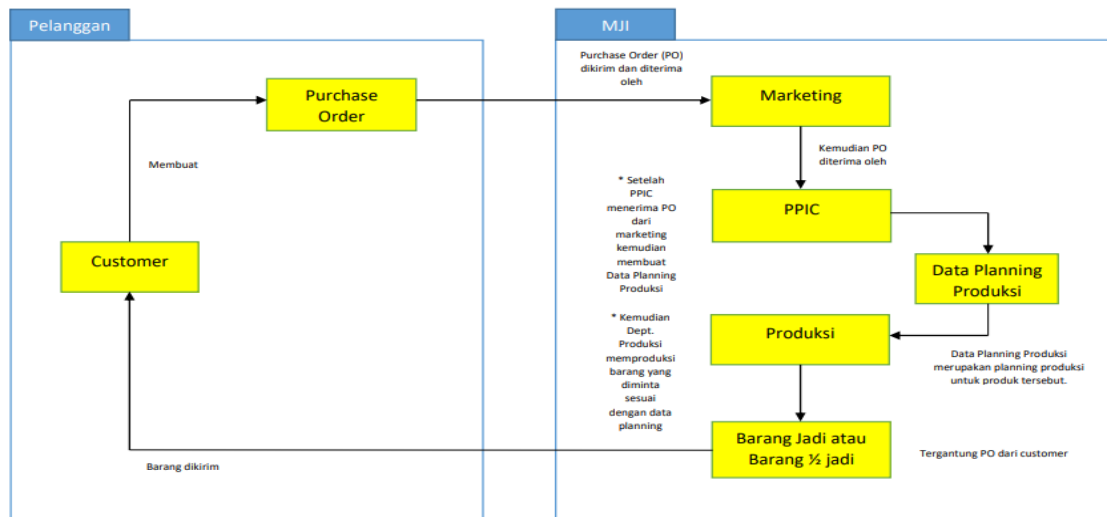 Pelanggan
MJI
Purchase Order (PO)
dikirim dan diterima
oleh
Purchase
Order
Marketing
Membuat
Kemudian PO
diterima oleh
* Setelah
PPIC
menerima PO
dari
marketing
kemudian
membuat
Data Planning
Produksi
PPIC
Customer
Data Planning
Produksi
* Kemudian
Dept.
Produksi
memproduksi
barang yang
diminta
sesuai
dengan data
planning
Produksi
Data Planning Produksi
merupakan planning produksi
untuk produk tersebut.
Barang Jadi atau
Barang ½ jadi
Tergantung PO dari customer
Barang dikirim